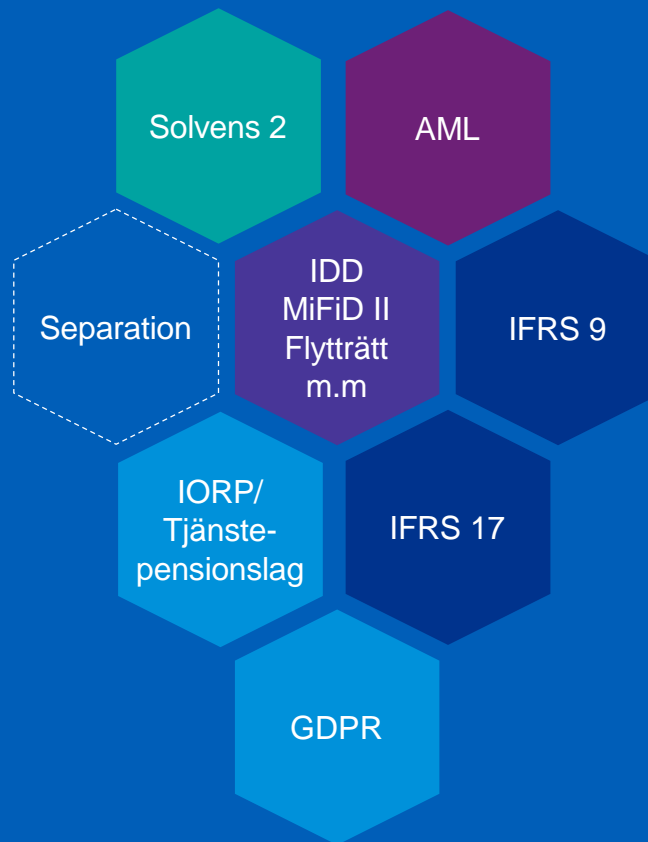 Solvens 2
AML
Separation
IDD
MiFiD II
Flytträtt
m.m
IFRS 9
IORP/
Tjänste-
pensionslag
IFRS 17
GDPR